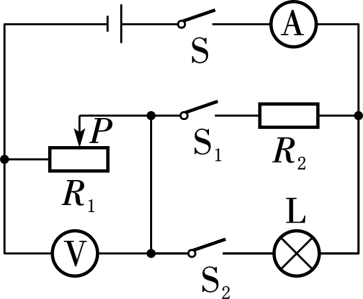 S A
P S₁ R₂
R₁ L
V S₂